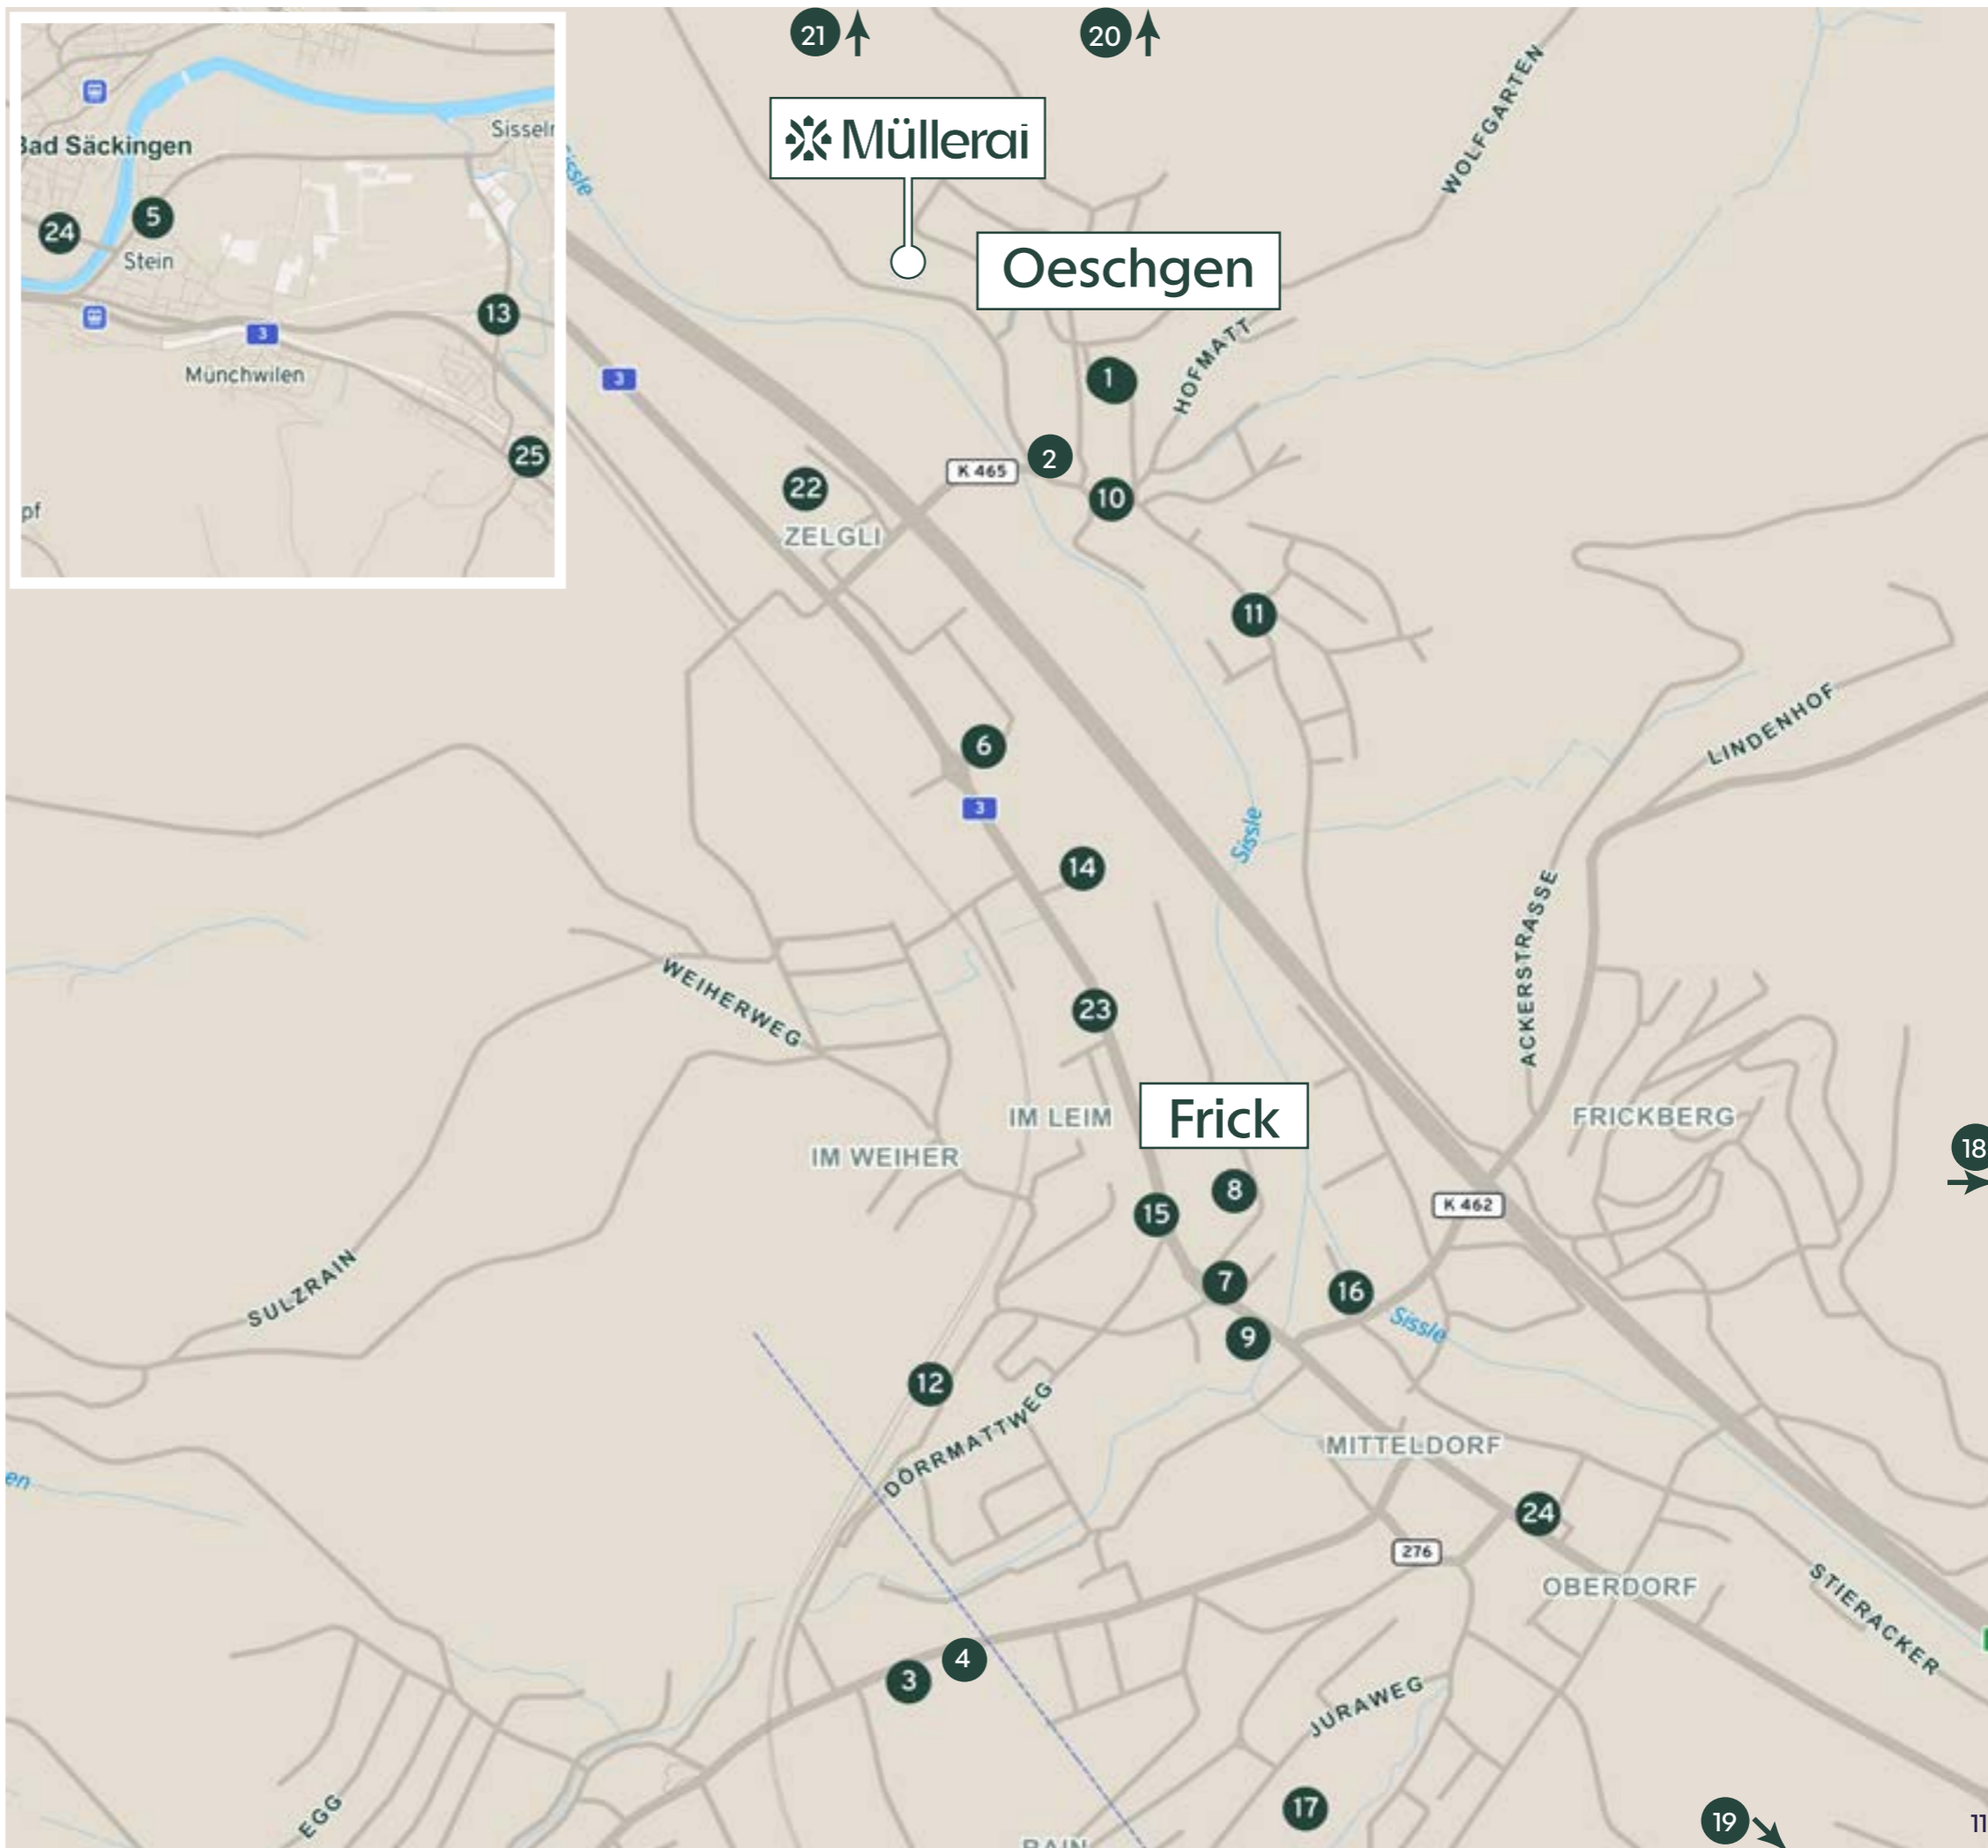 21
20
Müllerai
Oeschgen
WOLFGARTEN
Sissle
Bad Säckingen
Sisseln
24
5
Stein
13
3
Münchwilen
25
pf
3
1
HOFMATT
2
K 465
22
10
ZELGLI
11
6
3
LINDENHOF
Sissle
14
ACKERSTRASSE
WEIHERWEG
23
Frick
IM LEIM
FRICKBERG
IM WEIHER
18
8
15
K 462
7
16
SULZRAIN
Sissle
9
12
DÖRRMATTWEG
MITTELDORF
en
24
276
OBERDORF
STIERACKER
4
3
JURAWEG
17
EGG
19
11
RAIN